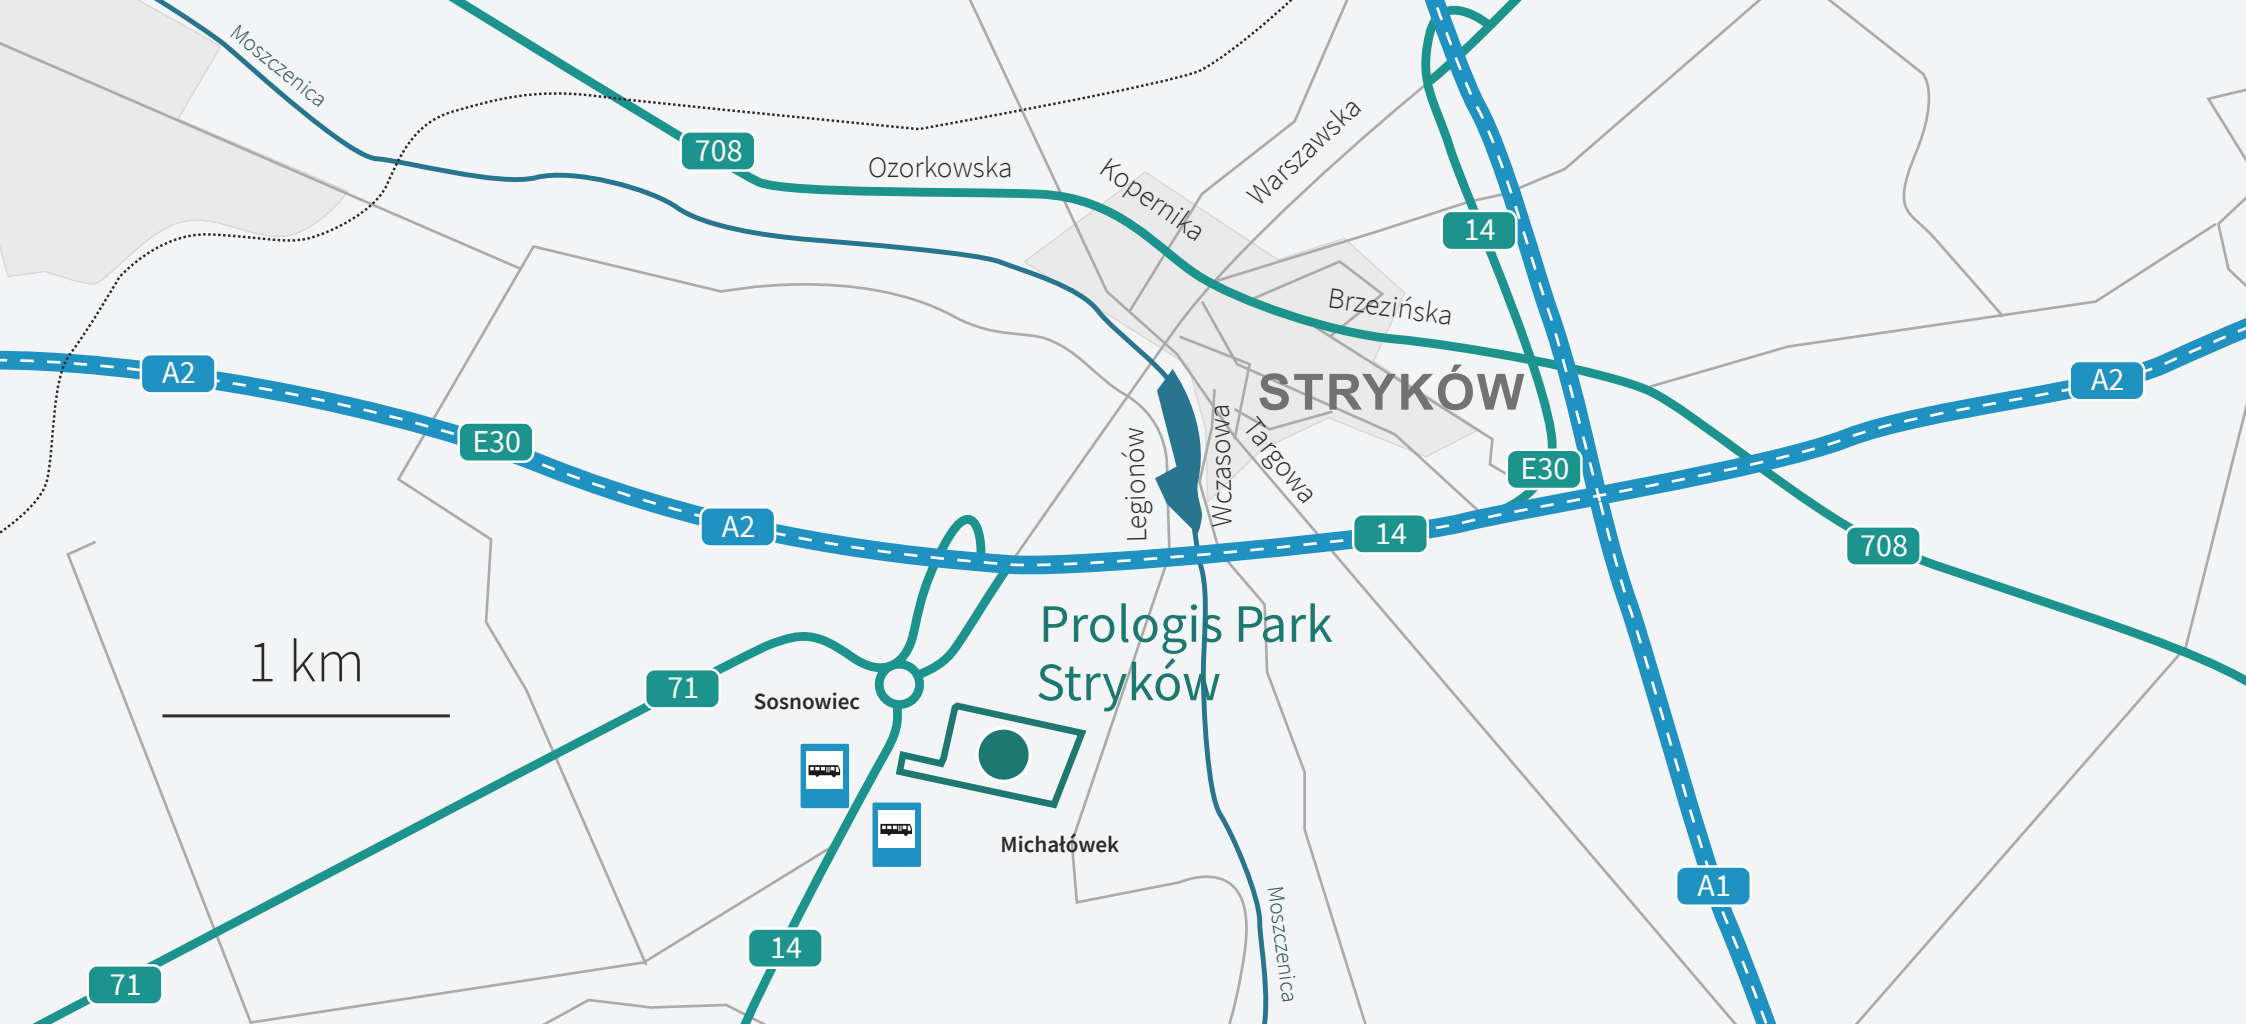 Moszczenica
708
Ozorkowska
Kopernika
Warszawska
14
Brzezińska
A2
A2
STRYKÓW
E30
Legionów
Wczasowa
Targowa
E30
A2
14
708
Prologis Park
Stryków
1 km
71
Sosnowiec
Michałówek
A1
14
Moszczenica
71